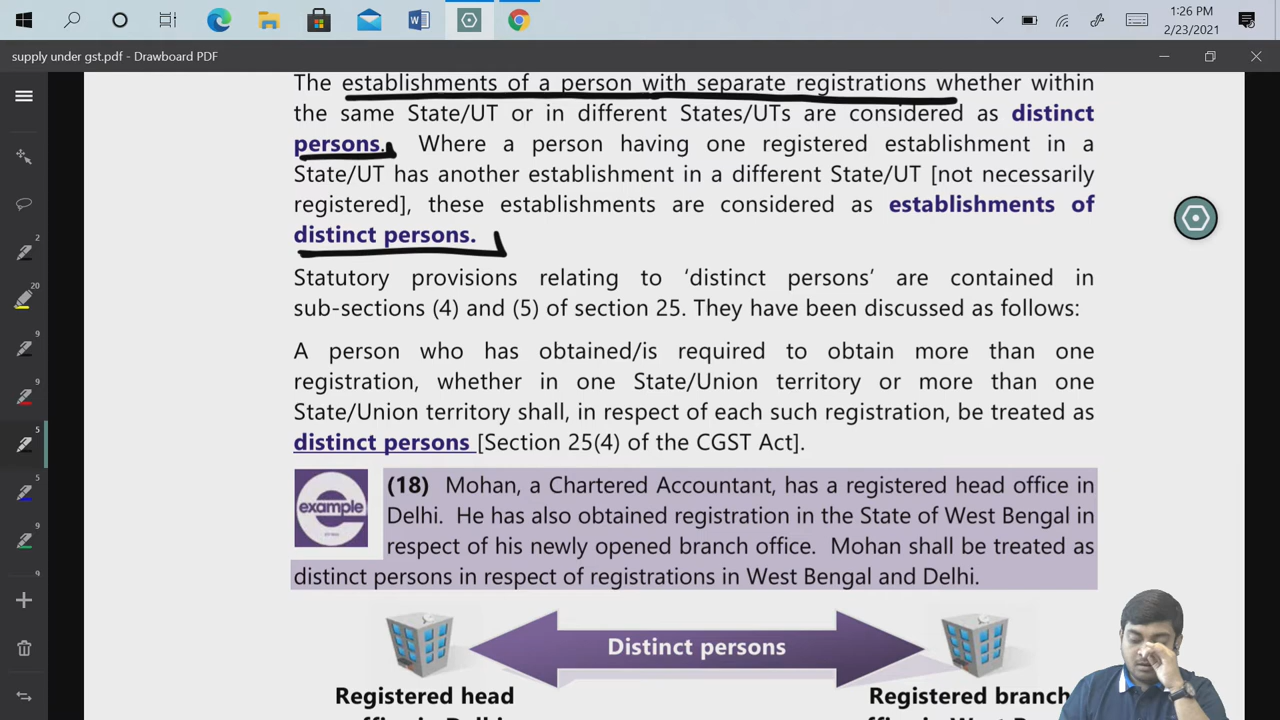 1:26 PM
2/23/2021
supply under gst.pdf - Drawboard PDF
The establishments of a person with separate registrations whether within
the same State/UT or in different States/UTs are considered as distinct
persons. Where a person having one registered establishment in a
State/UT has another establishment in a different State/UT [not necessarily
registered], these establishments are considered as establishments of
distinct persons.
Statutory provisions relating to ‘distinct persons’ are contained in
sub-sections (4) and (5) of section 25. They have been discussed as follows:
A person who has obtained/is required to obtain more than one
registration, whether in one State/Union territory or more than one
State/Union territory shall, in respect of each such registration, be treated as
distinct persons [Section 25(4) of the CGST Act].
example
(18) Mohan, a Chartered Accountant, has a registered head office in
Delhi. He has also obtained registration in the State of West Bengal in
respect of his newly opened branch office. Mohan shall be treated as
distinct persons in respect of registrations in West Bengal and Delhi.
Distinct persons
Registered head
Registered branch
2
20
9
9
5
5
9
9